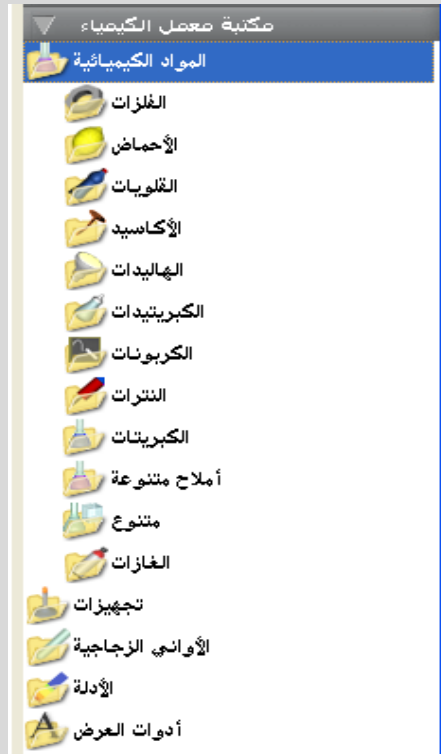 مكتبة معمل الكيمياء
المواد الكيميائية
الفلزات
الأحماض
القلويات
الأكاسيد
الهاليدات
الكبريتيدات
الكربونات
النترات
الكبريتات
أملاح متنوعة
متنوع
الغازات
تجهيزات
الأواني الزجاجية
الأدلة
أدوات العرض